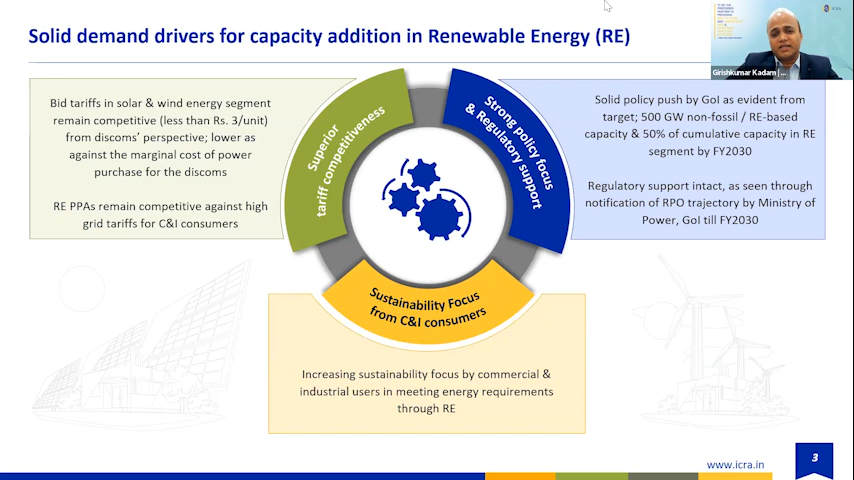 Solid demand drivers for capacity addition in Renewable Energy (RE)
ICRA
Girishkumar Kadam | ...
Bid tariffs in solar & wind energy segment
remain competitive (less than Rs. 3/unit)
from discoms' perspective; lower as
against the marginal cost of power
purchase for the discoms
RE PPAs remain competitive against high
grid tariffs for C&I consumers
Superior
tariff competitiveness
Strong policy focus
& Regulatory support
Solid policy push by GoI as evident from
target; 500 GW non-fossil / RE-based
capacity & 50% of cumulative capacity in RE
segment by FY2030
Regulatory support intact, as seen through
notification of RPO trajectory by Ministry of
Power, GoI till FY2030
Sustainability Focus
from C&I consumers
Increasing sustainability focus by commercial &
industrial users in meeting energy requirements
through RE
www.icra.in
3